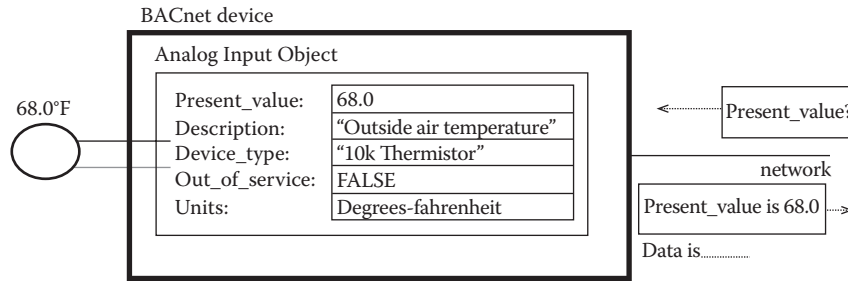 BACnet device
Analog Input Object
68.0°F
Present_value: 68.0
Description: “Outside air temperature”
Device_type: “10k Thermistor”
Out_of_service: FALSE
Units: Degrees-fahrenheit
Present_value?
network
Present_value is 68.0
Data is